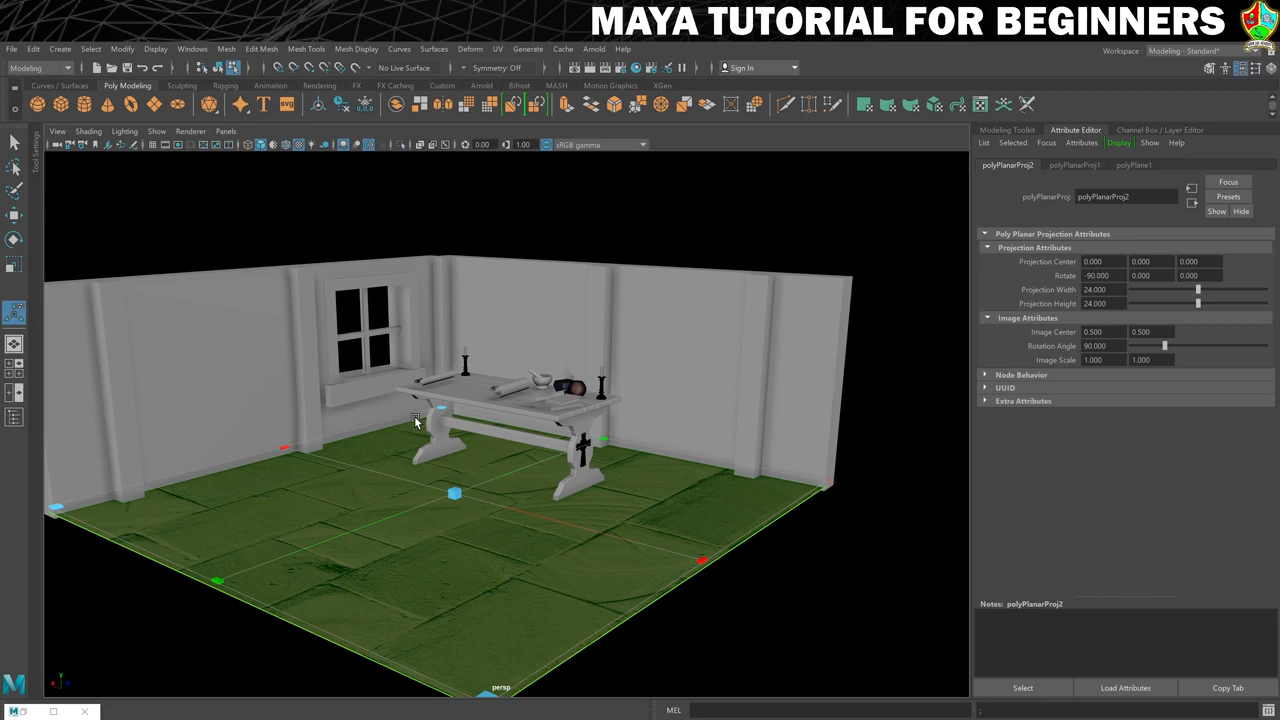 MAYA TUTORIAL FOR BEGINNERS
File Edit Create Select Modify Display Windows Mesh Edit Mesh Mesh Tools Mesh Display Curves Surfaces Deform UV Generate Cache Arnold Help
Workspace : Modeling - Standard*
Modeling No Live Surface Symmetry: Off Sign In
Curves / Surfaces Poly Modeling Sculpting Rigging Animation Rendering FX FX Caching Custom Arnold Bifrost MASH Motion Graphics XGen
svg
View Shading Lighting Show Renderer Panels
0.00 1.00 sRGB gamma
Tool Settings
Modeling Toolkit Attribute Editor Channel Box / Layer Editor
List Selected Focus Attributes Display Show Help
polyPlanarProj2 polyPlanarProj1 polyPlane1
Focus
polyPlanarProj: polyPlanarProj2 Presets
Show Hide
Poly Planar Projection Attributes
Projection Attributes
Projection Center 0.000 0.000 0.000
Rotate -90.000 0.000 0.000
Projection Width 24.000
Projection Height 24.000
Image Attributes
Image Center 0.500 0.500
Rotation Angle 90.000
Image Scale 1.000 1.000
Node Behavior
UUID
Extra Attributes
Notes: polyPlanarProj2
persp
Select Load Attributes Copy Tab
MEL